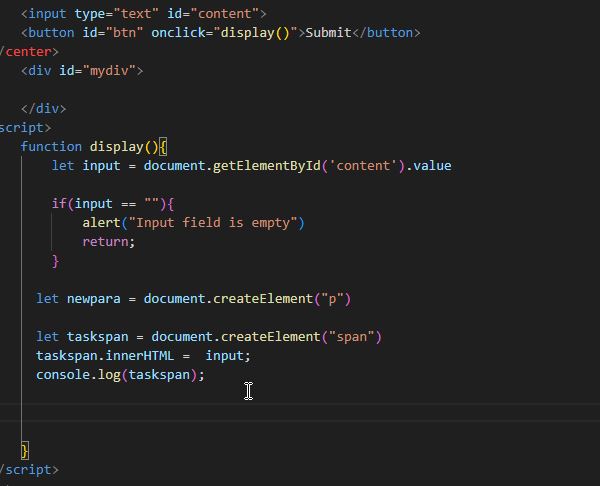 <input type="text" id="content">
<button id="btn" onclick="display()">Submit</button>
/center>
<div id="mydiv">
</div>
script>
function display(){
let input = document.getElementById('content').value
if(input == ""){
alert("Input field is empty")
return;
}
let newpara = document.createElement("p")
let taskspan = document.createElement("span")
taskspan.innerHTML =  input;
console.log(taskspan);
}
/script>